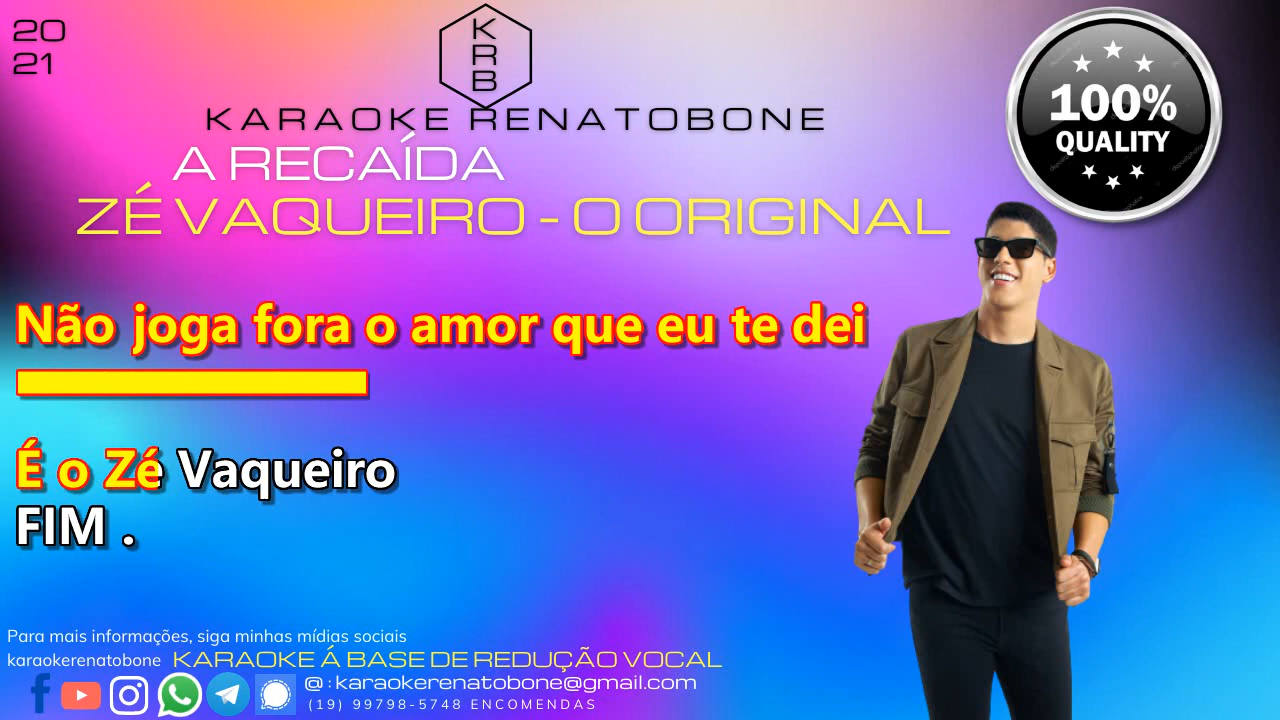 20
21
K
R
B
KARAOKE RENATOBONE
A RECAÍDA
ZÉ VAQUEIRO - O ORIGINAL
100%
QUALITY
Não joga fora o amor que eu te dei
É o Zé Vaqueiro
FIM .
Para mais informações, siga minhas mídias sociais
karaokerenatobone KARAOKE Á BASE DE REDUÇÃO VOCAL
@ : karaokerenatobone@gmail.com
(19) 99798-5748 ENCOMENDAS